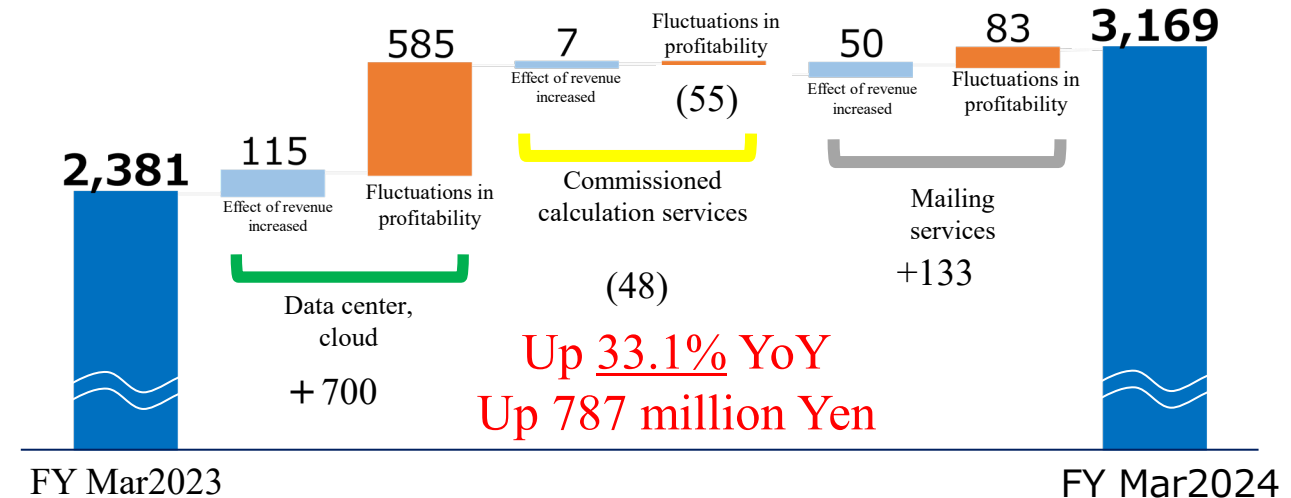 2,381
115
Effect of revenue
increased
585
Fluctuations in
profitability
Data center,
cloud
+700
7
Effect of revenue
increased
Fluctuations in
profitability
(55)
Commissioned
calculation services
(48)
50
Effect of revenue
increased
83
Fluctuations in
profitability
Mailing
services
+133
3,169
Up 33.1% YoY
Up 787 million Yen
FY Mar2023
FY Mar2024